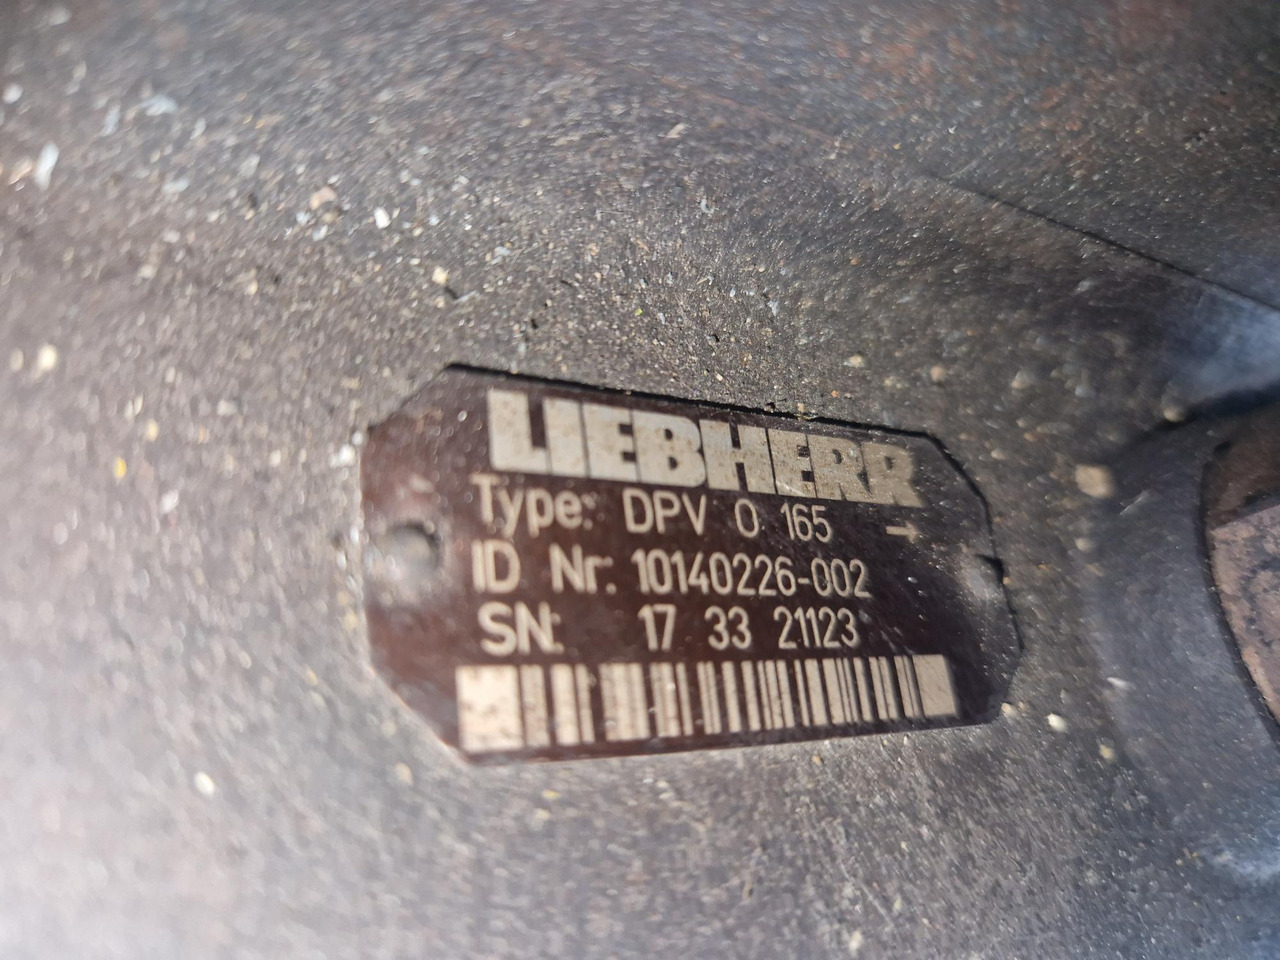 LIEBHERR
Type: DPV O 165 →
ID Nr: 10140226-002
SN: 17 33 21123